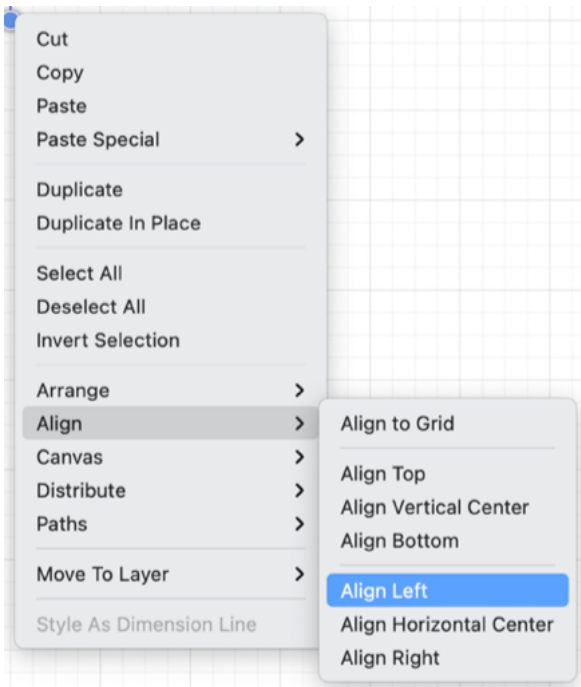 Cut
Copy
Paste
Paste Special
Duplicate
Duplicate In Place
Select All
Deselect All
Invert Selection
Arrange
Align
Canvas
Distribute
Paths
Move To Layer
Style As Dimension Line
Align to Grid
Align Top
Align Vertical Center
Align Bottom
Align Left
Align Horizontal Center
Align Right